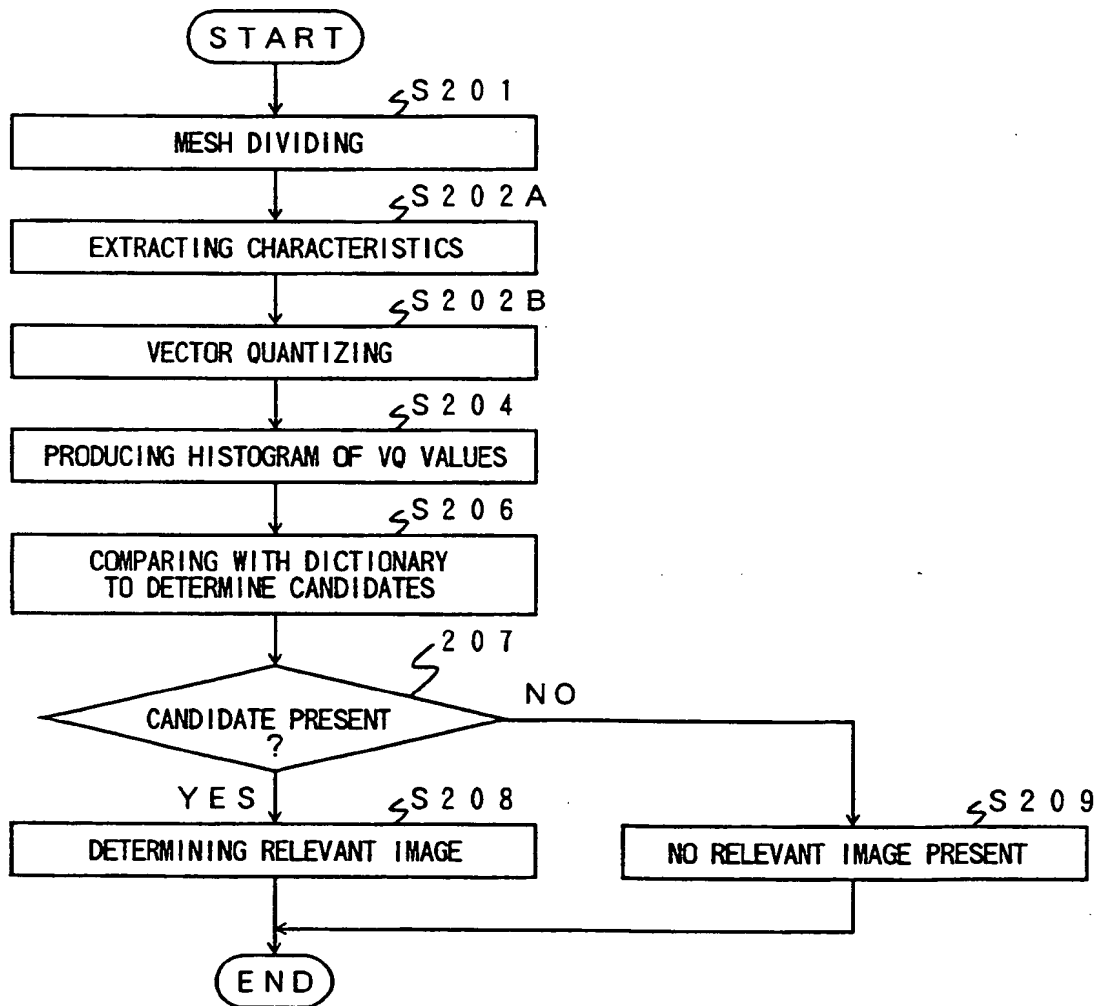 START
S201
MESH DIVIDING
S202A
EXTRACTING CHARACTERISTICS
S202B
VECTOR QUANTIZING
S204
PRODUCING HISTOGRAM OF VQ VALUES
S206
COMPARING WITH DICTIONARY
TO DETERMINE CANDIDATES
207
CANDIDATE PRESENT
?
NO
YES
S208
DETERMINING RELEVANT IMAGE
S209
NO RELEVANT IMAGE PRESENT
END